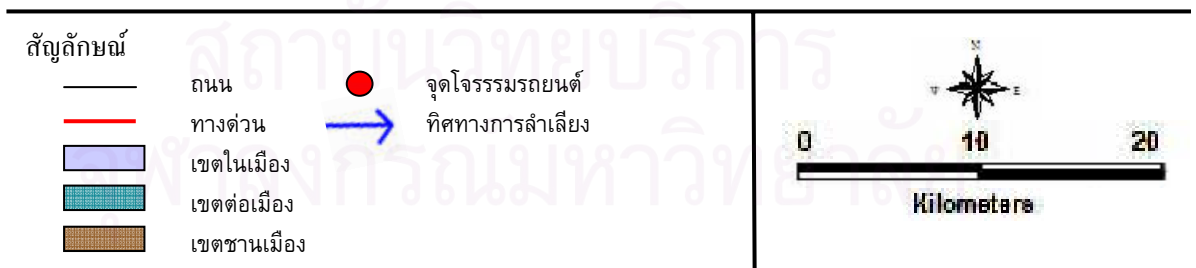 สถาบันวิทยบริการ
จุฬาลงกรณ์มหาวิทยาลัย
สัญลักษณ์
ถนน
จุดโจรรรมรถยนต์
ทางด่วน
ทิศทางการลำเลียง
เขตในเมือง
เขตต่อเมือง
เขตชานเมือง
N
E
0 10 20
Kilometers